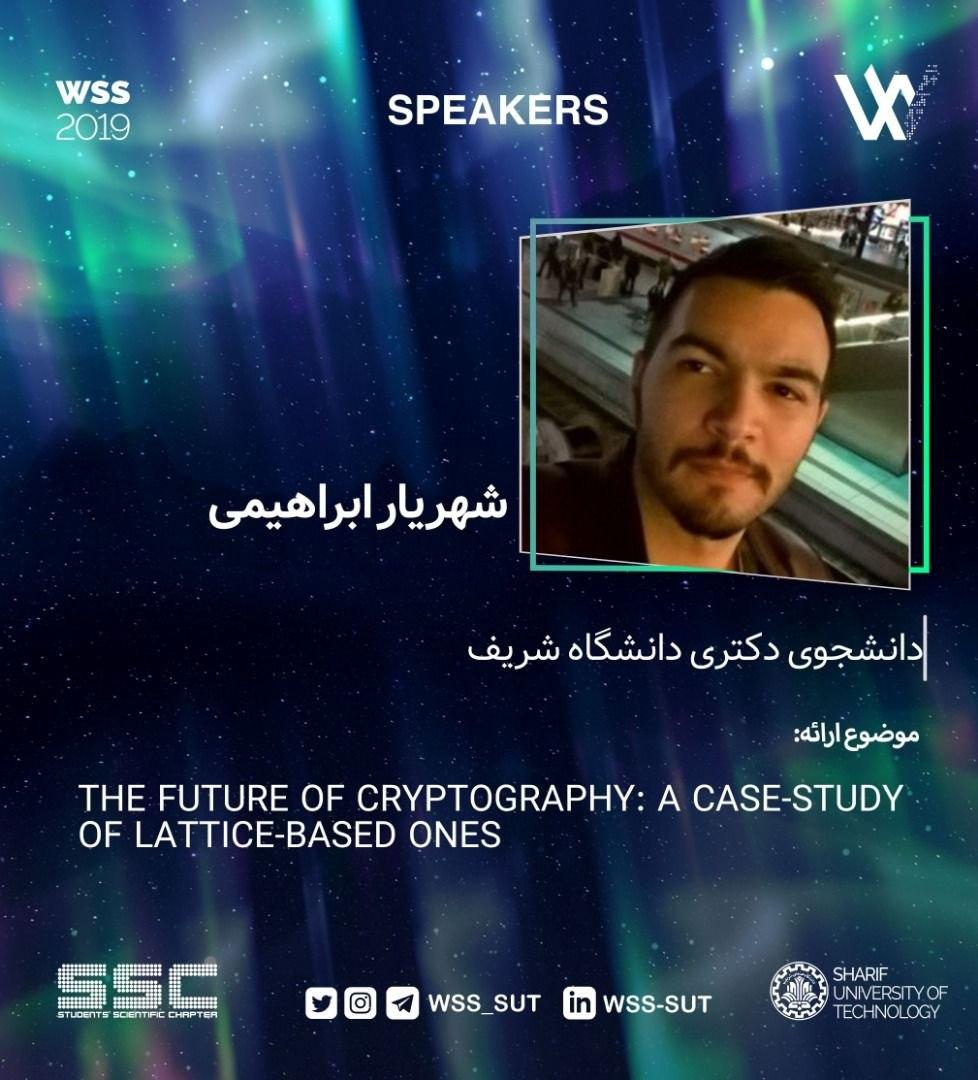 WSS
2019
SPEAKERS
شهریار ابراهیمی
دانشجوی دکتری دانشگاه شریف
موضوع ارائه:
THE FUTURE OF CRYPTOGRAPHY: A CASE-STUDY
OF LATTICE-BASED ONES
SSC
STUDENTS' SCIENTIFIC CHAPTER
WSS_SUT
in WSS-SUT
SHARIF
UNIVERSITY OF
TECHNOLOGY